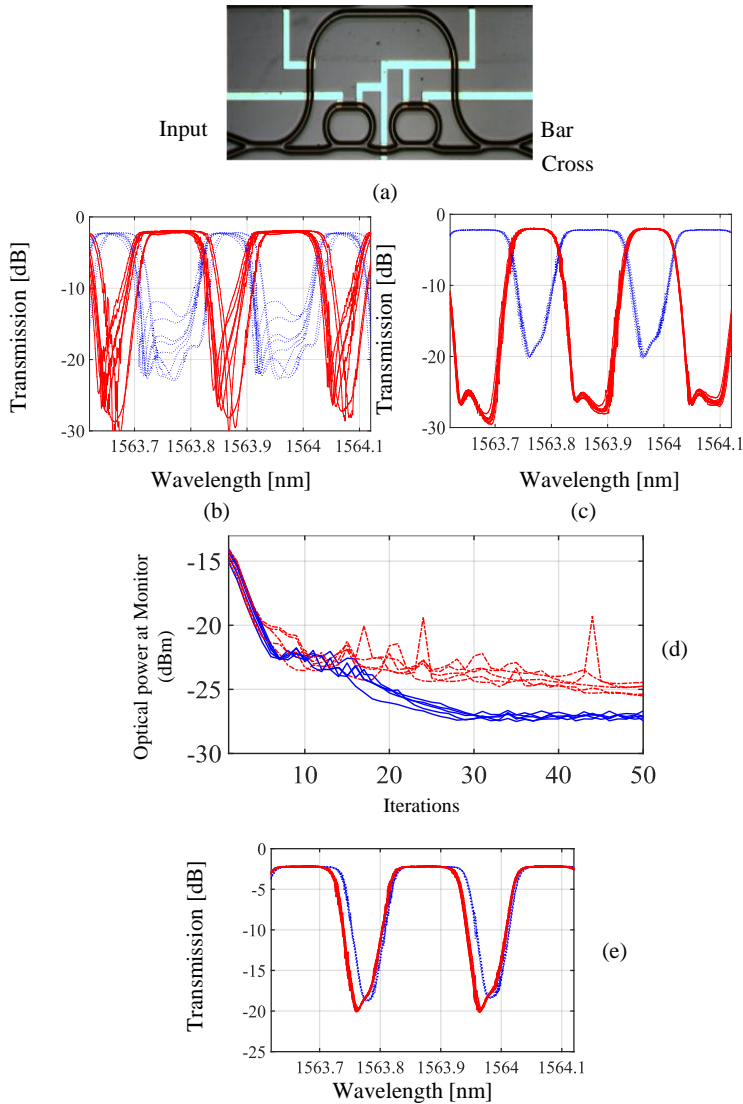 Input
Bar
Cross
(a)
Transmission [dB]
0
-10
-20
-30
1563.7
1563.8
1563.9
1564
1564.1
Wavelength [nm]
(b)
Transmission [dB]
0
-10
-20
-30
1563.7
1563.8
1563.9
1564
1564.1
Wavelength [nm]
(c)
Optical power at Monitor
(dBm)
-15
-20
-25
-30
10
20
30
40
50
Iterations
(d)
Transmission [dB]
0
-5
-10
-15
-20
-25
1563.7
1563.8
1563.9
1564
1564.1
Wavelength [nm]
(e)